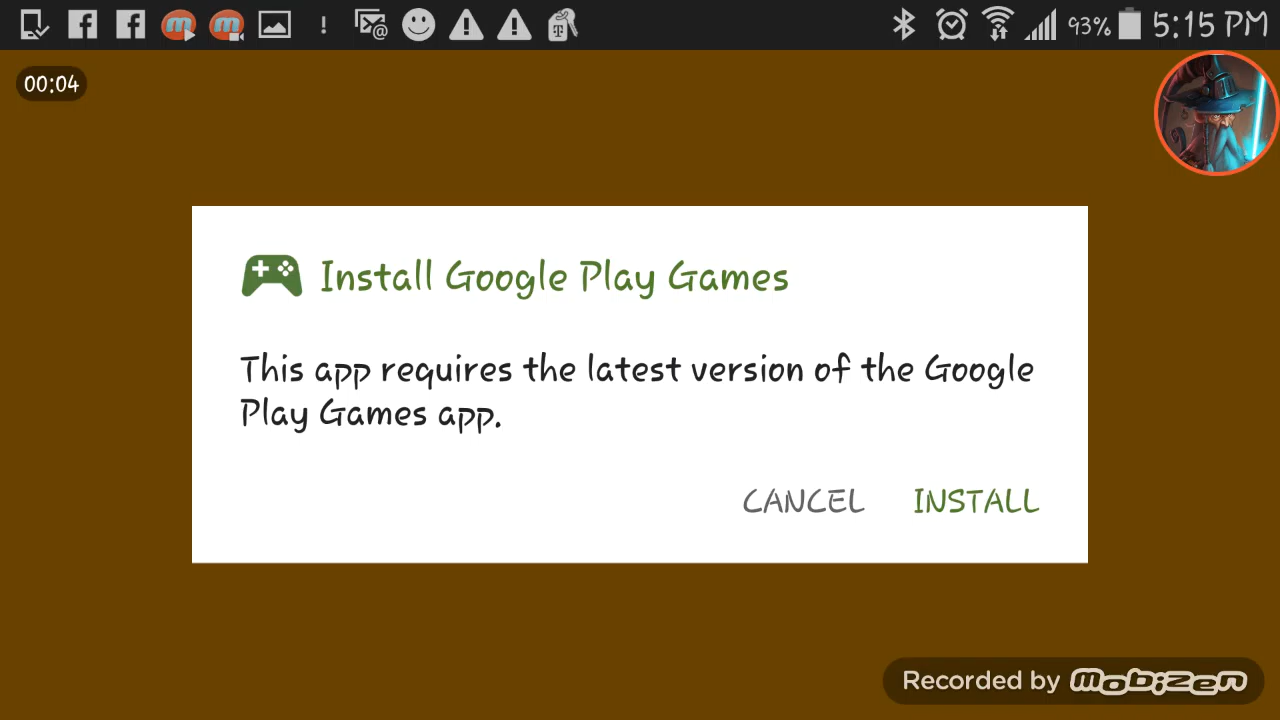 93% 5:15 PM
00:04
Install Google Play Games
This app requires the latest version of the Google
Play Games app.
CANCEL INSTALL
Recorded by mobizen